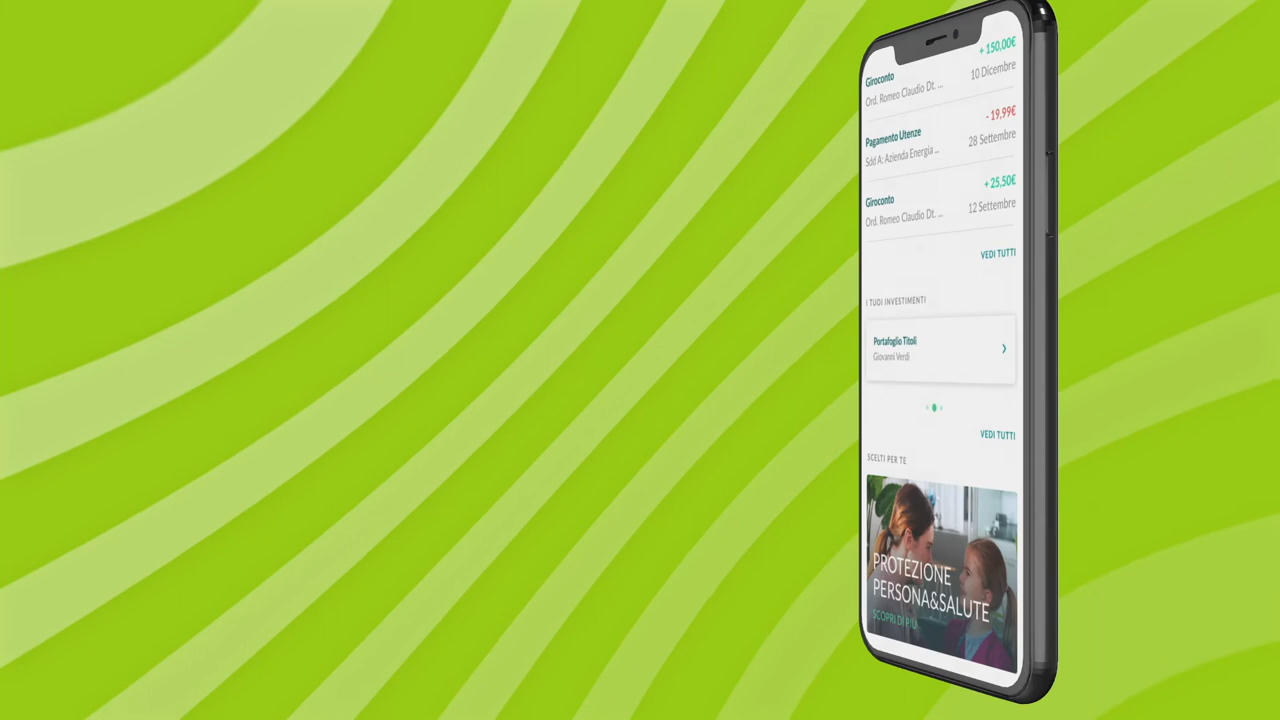 + 150,00€
Giroconto
10 Dicembre
Ord. Romeo Claudio Dt. ...
- 19,99€
Pagamento Utenze
28 Settembre
Sdd A: Azienda Energia ...
+ 25,50€
Giroconto
12 Settembre
Ord. Romeo Claudio Dt. ...
VEDI TUTTI
I TUOI INVESTIMENTI
Portafoglio Titoli
Giovanni Verdi
VEDI TUTTI
SCELTI PER TE
PROTEZIONE
PERSONA&SALUTE
SCOPRI DI PIÙ